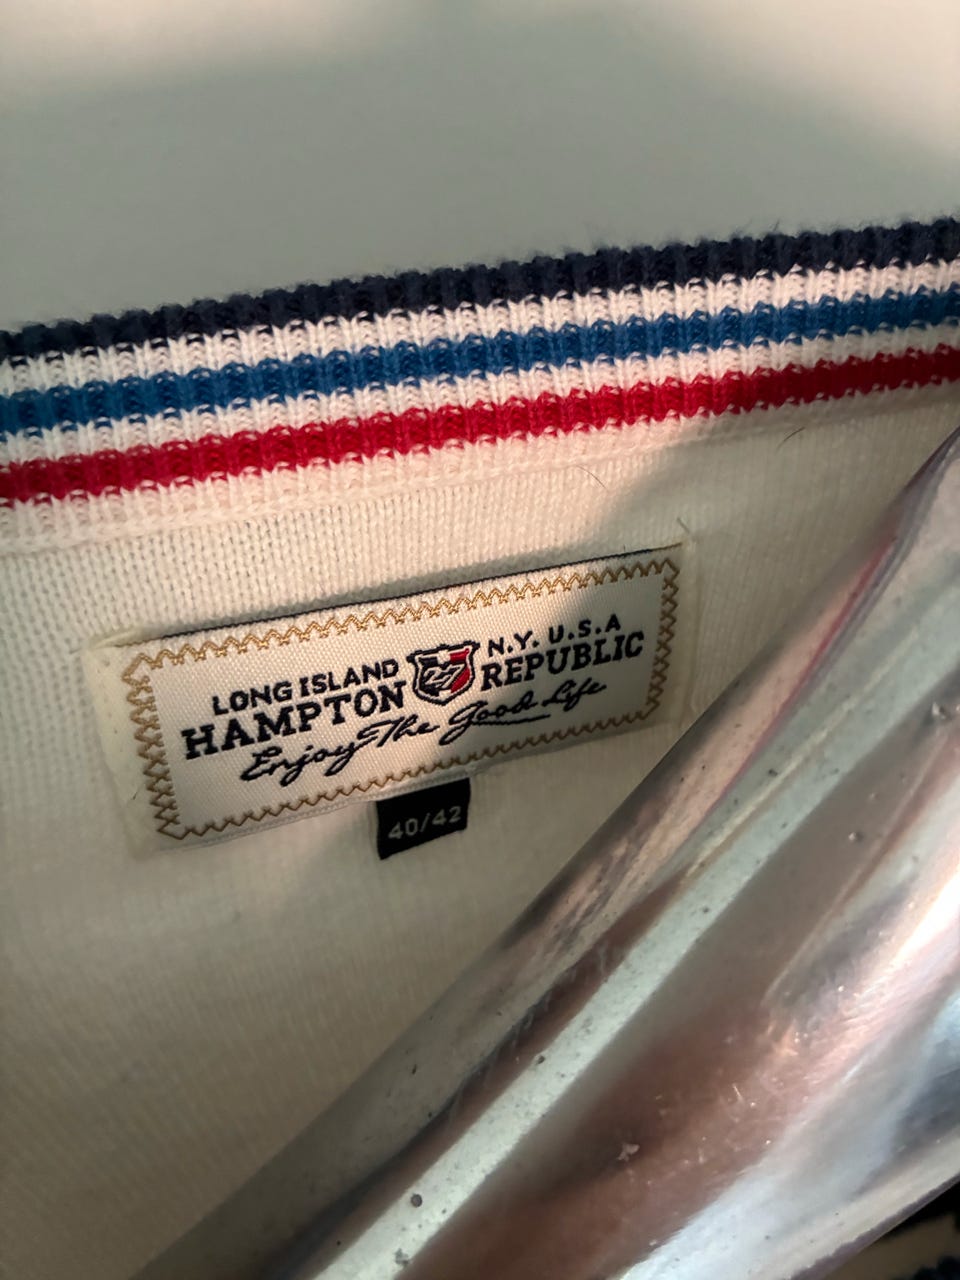 LONG ISLAND N.Y. U.S.A
HAMPTON 27 REPUBLIC
Enjoy The Good Life
40/42